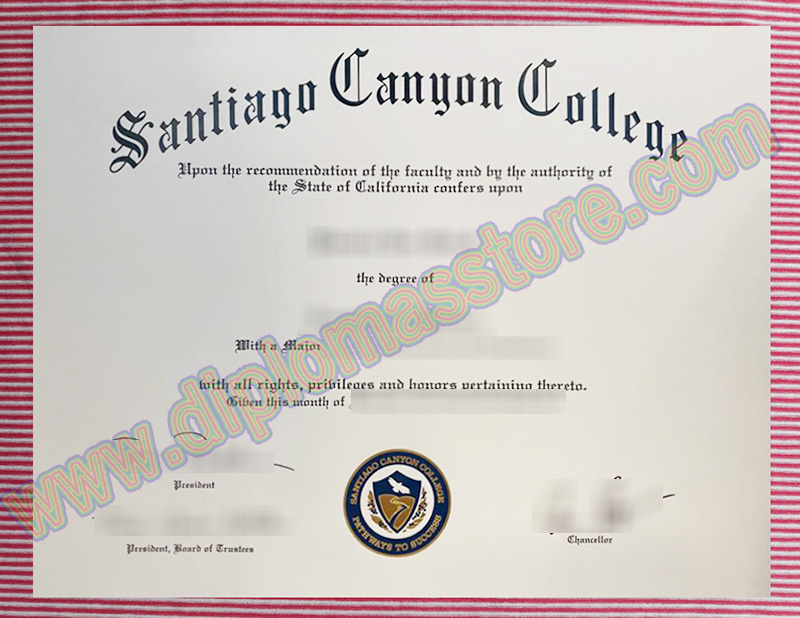 Santiago Canyon College
Upon the recommendation of the faculty and by the authority of
the State of California confers upon
the degree of
With a Major
with all rights, privileges and honors pertaining thereto.
Given this month of
www.diplomasstore.com
President
President, Board of Trustees
SANTIAGO CANYON COLLEGE
PATHWAYS TO SUCCESS
Chancellor